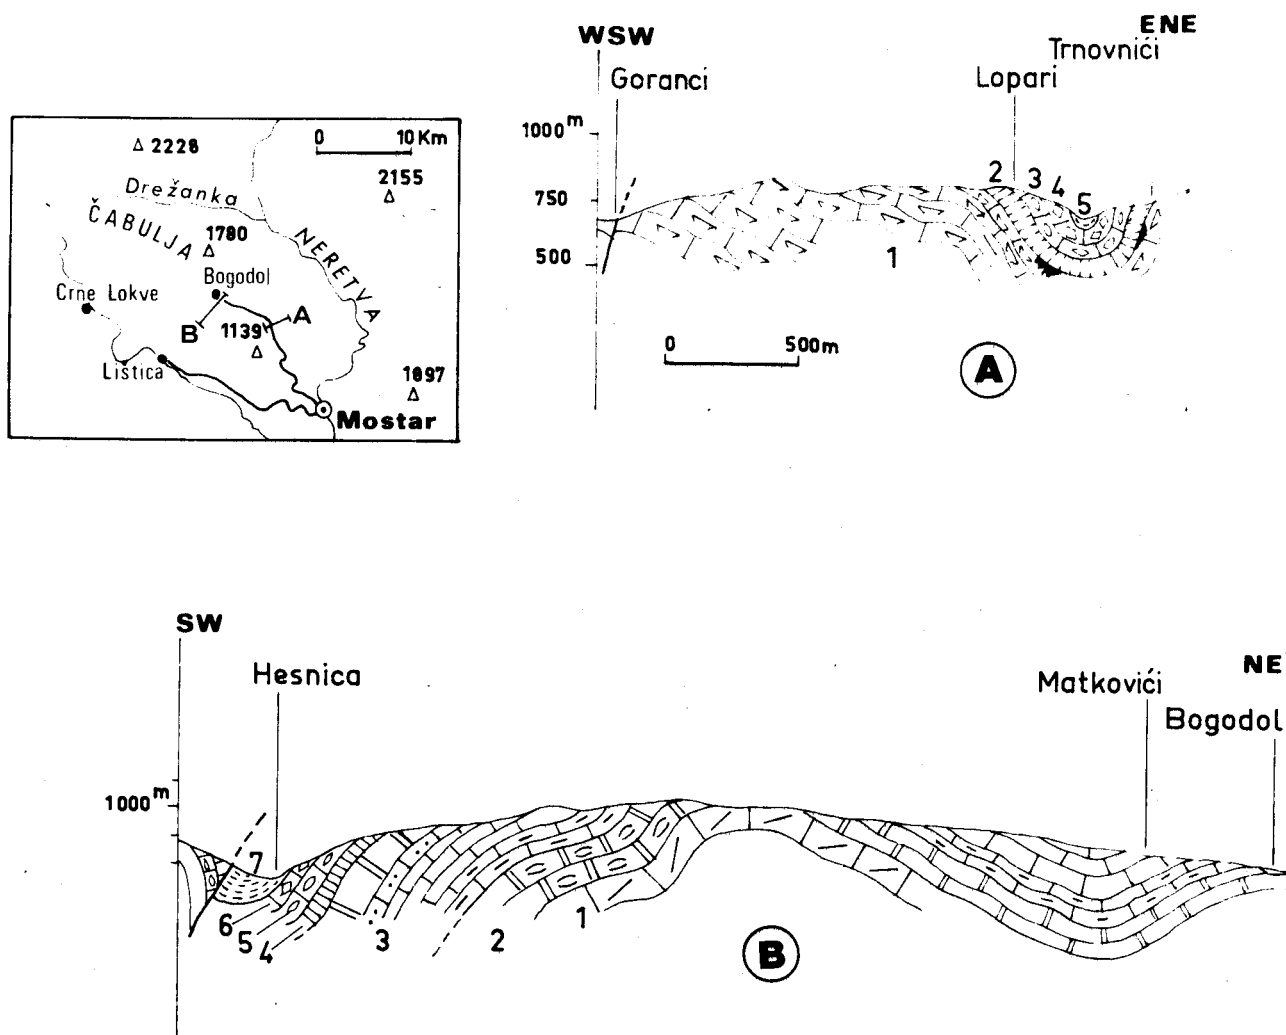 WSW
ENE
Trnovnići
Goranci
Lopari
1000 m
750
500
2 3 4 5
1
0 500m
A
0 10 Km
△ 2228
2155
△
Drežanka
ČABULJA
1780
△
NERETVA
Bogodol
Crne Lokve
B
A
1139
△
Lištica
1897
△
Mostar
SW
NE
Hesnica
Matkovići
Bogodol
1000 m
7
6
5
4
3
2
1
B